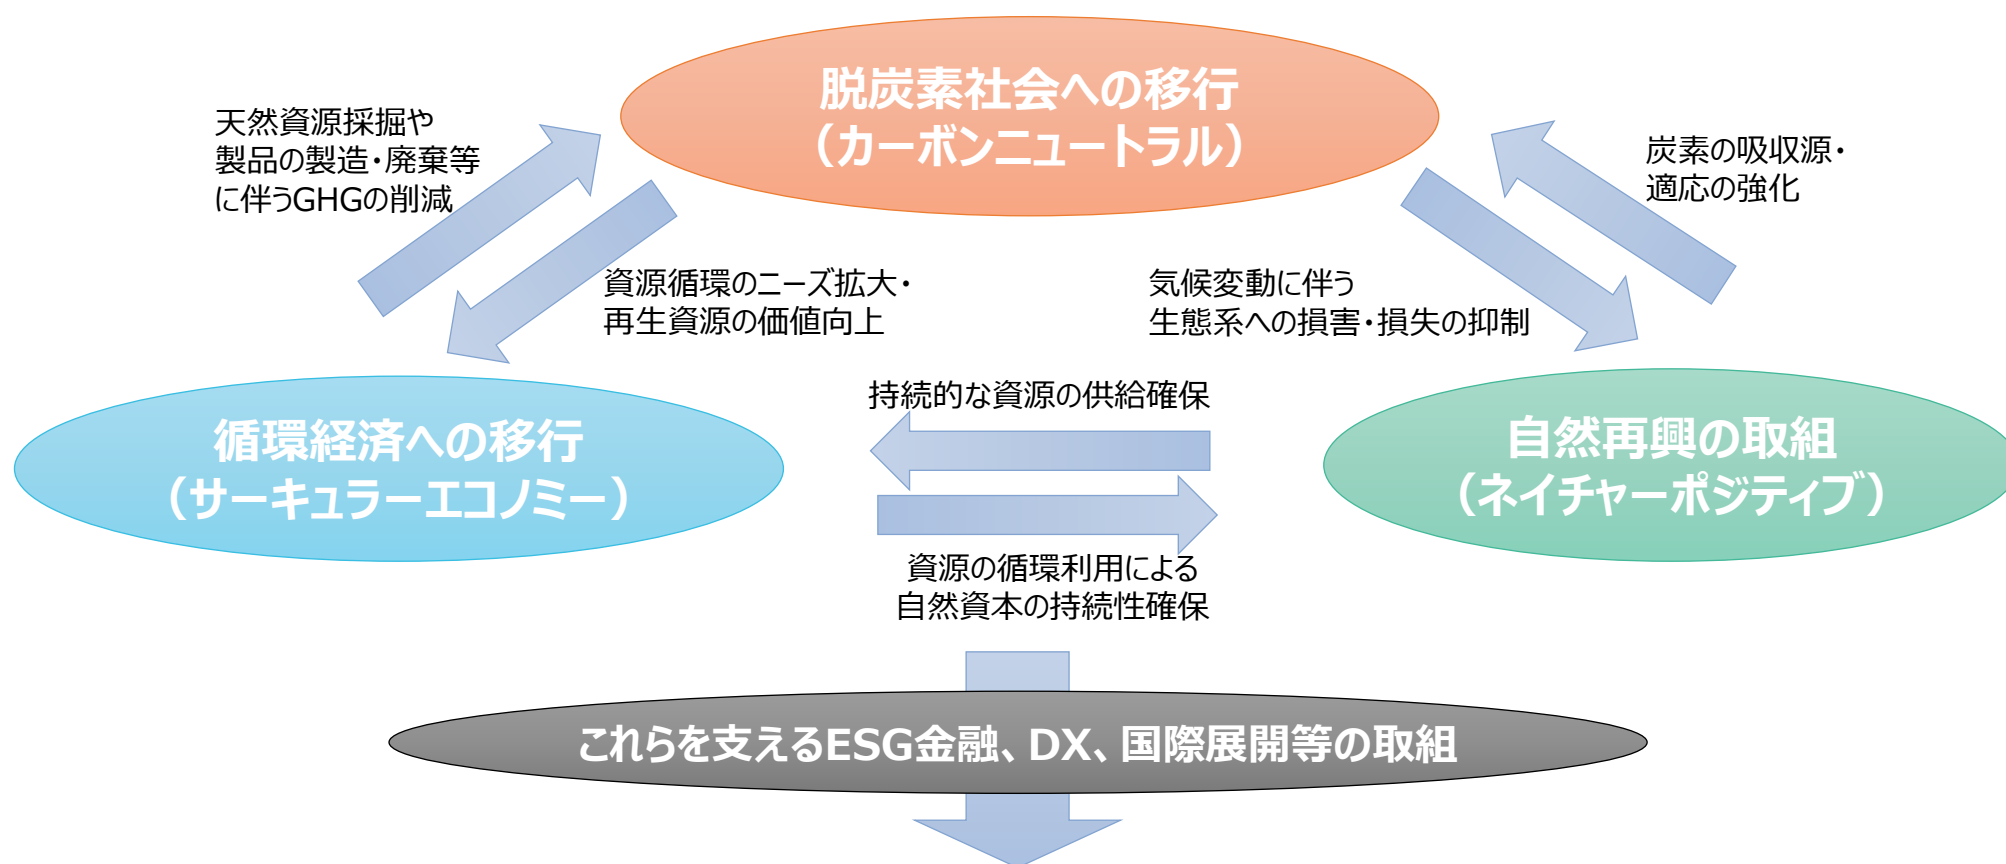 脱炭素社会への移行
（カーボンニュートラル）
天然資源採掘や
製品の製造・廃棄等
に伴うGHGの削減
炭素の吸収源・
適応の強化
資源循環のニーズ拡大・
再生資源の価値向上
気候変動に伴う
生態系への損害・損失の抑制
持続的な資源の供給確保
循環経済への移行
（サーキュラーエコノミー）
自然再興の取組
（ネイチャーポジティブ）
資源の循環利用による
自然資本の持続性確保
これらを支えるESG金融、DX、国際展開等の取組